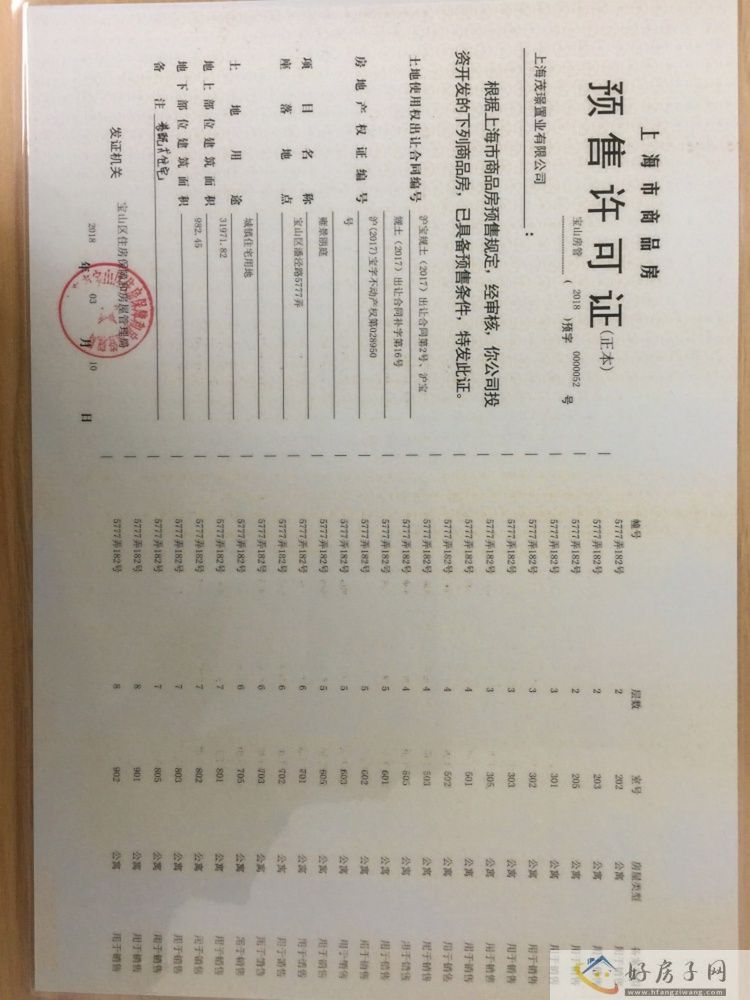 上海市商品房
预售许可证(正本)
宝山房管 ( 2018 )预字 0000052 号
上海茂璟置业有限公司 :
根据上海市商品房预售规定，经审核，你公司投
资开发的下列商品房，已具备预售条件，特发此证。
土地使用权出让合同编号 沪宝规土（2017）出让合同第2号、沪宝
规土（2017）出让合同补字第16号
房地产权证编号 沪(2017)宝字不动产权第028950
号
项目名称 雍景朗庭
座落地点 宝山区潘泾路5777弄
土地用途 城镇住宅用地
地上部位建筑面积 31971.82
地下部位建筑面积 982.45
备注 装配式住宅
发证机关 宝山区住房保障和房屋管理局
2018 年 03 月 10 日
幢号 层数 室号 房屋类型
5777弄182号 2 202 公寓 用于销售
5777弄182号 2 203 公寓 用于销售
5777弄182号 2 205 公寓 用于销售
5777弄182号 3 301 公寓 用于销售
5777弄182号 3 302 公寓 用于销售
5777弄182号 3 303 公寓 用于销售
5777弄182号 3 305 公寓 用于销售
5777弄182号 4 501 公寓 用于销售
5777弄182号 4 502 公寓 用于销售
5777弄182号 4 503 公寓 用于销售
5777弄182号 4 505 公寓 用于销售
5777弄182号 5 601 公寓 用于销售
5777弄182号 5 602 公寓 用于销售
5777弄182号 5 603 公寓 用于销售
5777弄182号 5 605 公寓 用于销售
5777弄182号 6 701 公寓 用于销售
5777弄182号 6 702 公寓 用于销售
5777弄182号 6 703 公寓 用于销售
5777弄182号 6 705 公寓 用于销售
5777弄182号 7 801 公寓 用于销售
5777弄182号 7 802 公寓 用于销售
5777弄182号 7 803 公寓 用于销售
5777弄182号 7 805 公寓 用于销售
5777弄182号 8 901 公寓 用于销售
5777弄182号 8 902 公寓 用于销售
好房子网
www.hfangziwang.com